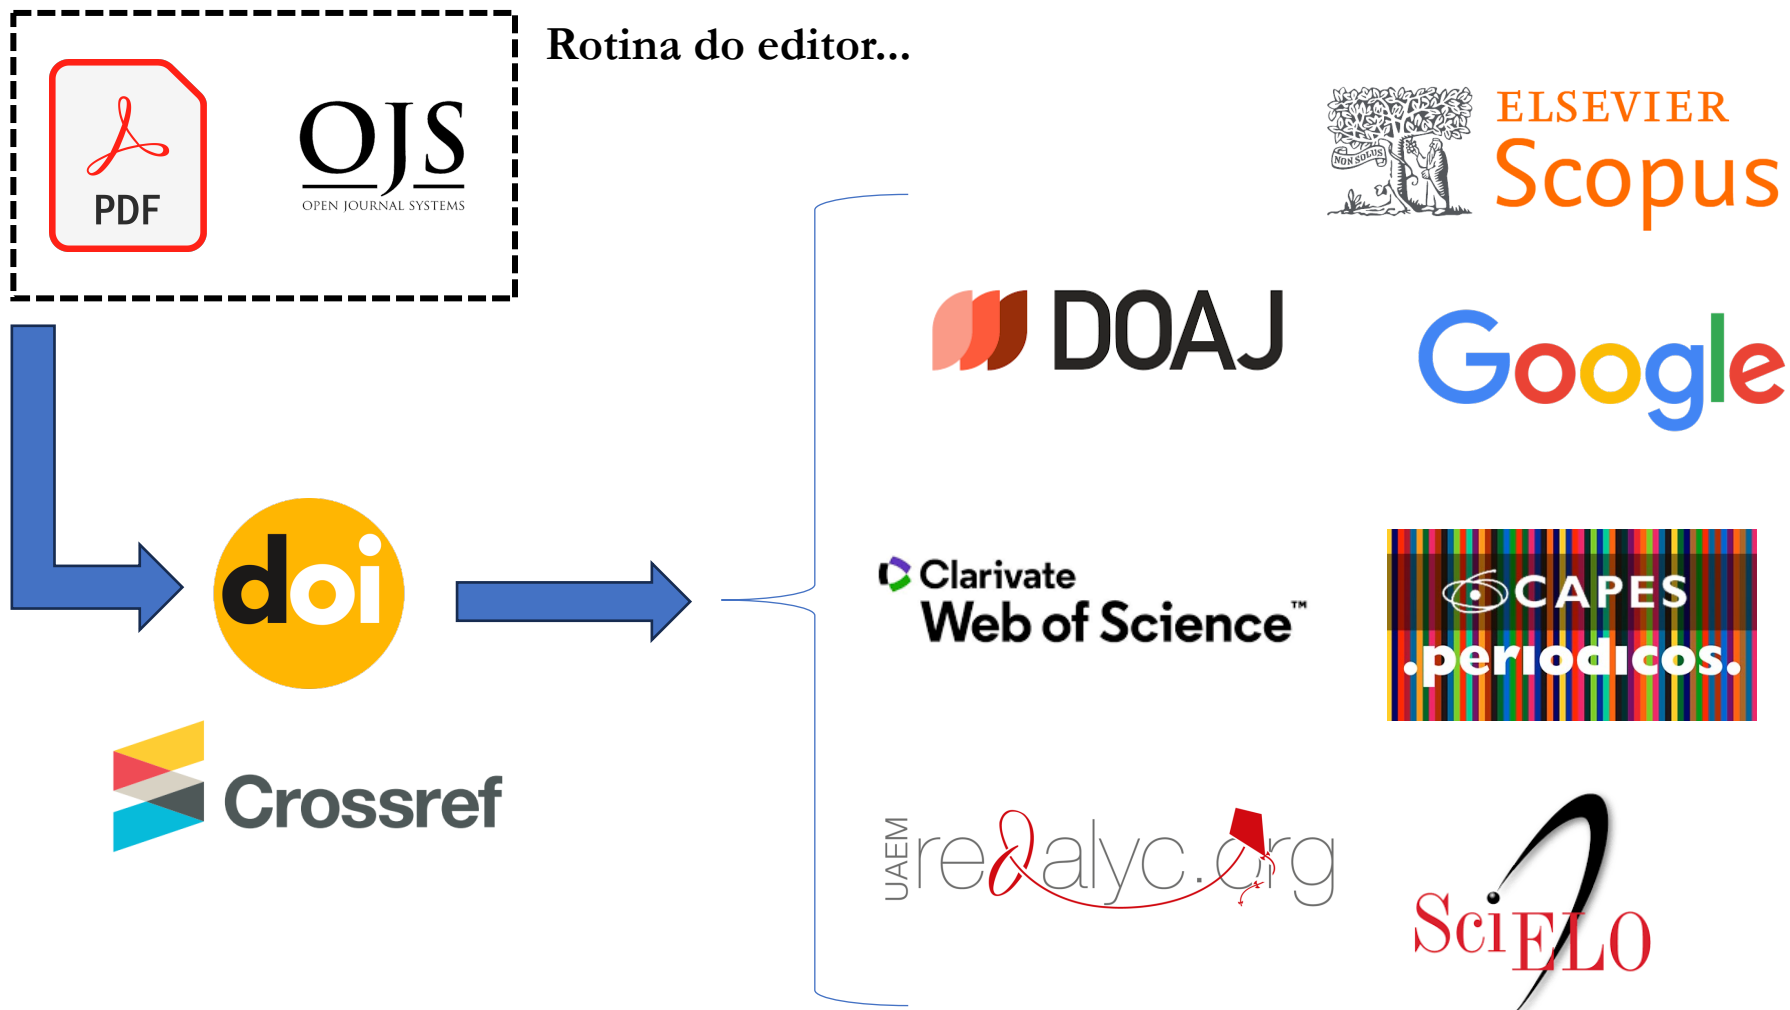 Rotina do editor...
PDF
OJS
OPEN JOURNAL SYSTEMS
doi
Crossref
ELSEVIER
Scopus
NON SOLUS
DOAJ
Google
Clarivate
Web of Science™
CAPES
.periodicos.
UAEM
redalyc.org
SciELO